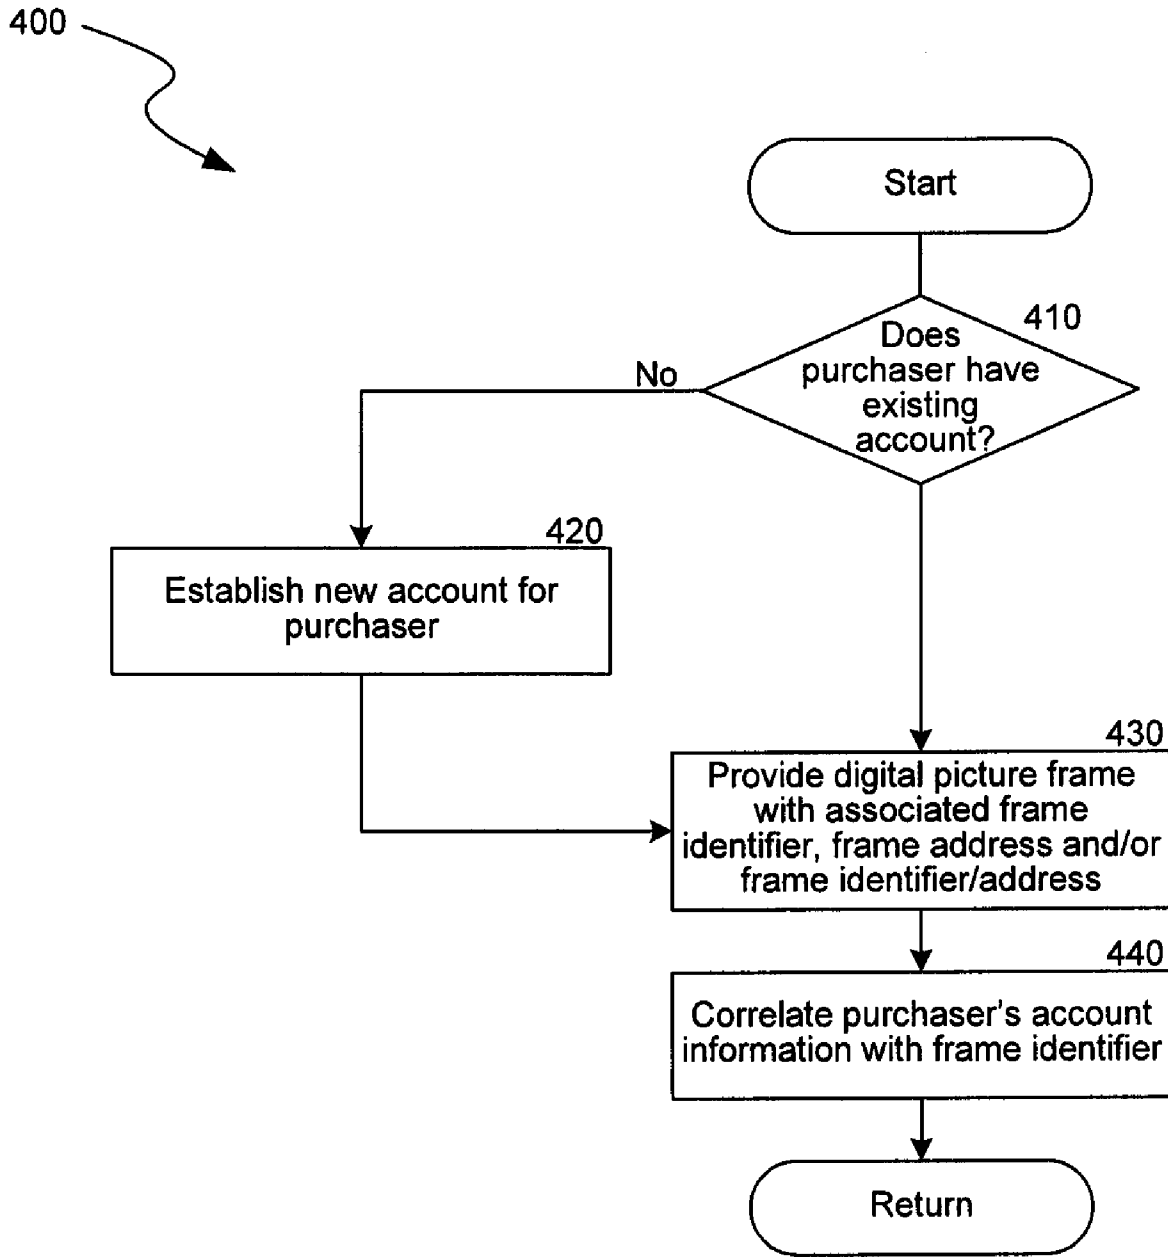 400
Start
410
Does
purchaser have
existing
account?
No
420
Establish new account for
purchaser
430
Provide digital picture frame
with associated frame
identifier, frame address and/or
frame identifier/address
440
Correlate purchaser's account
information with frame identifier
Return